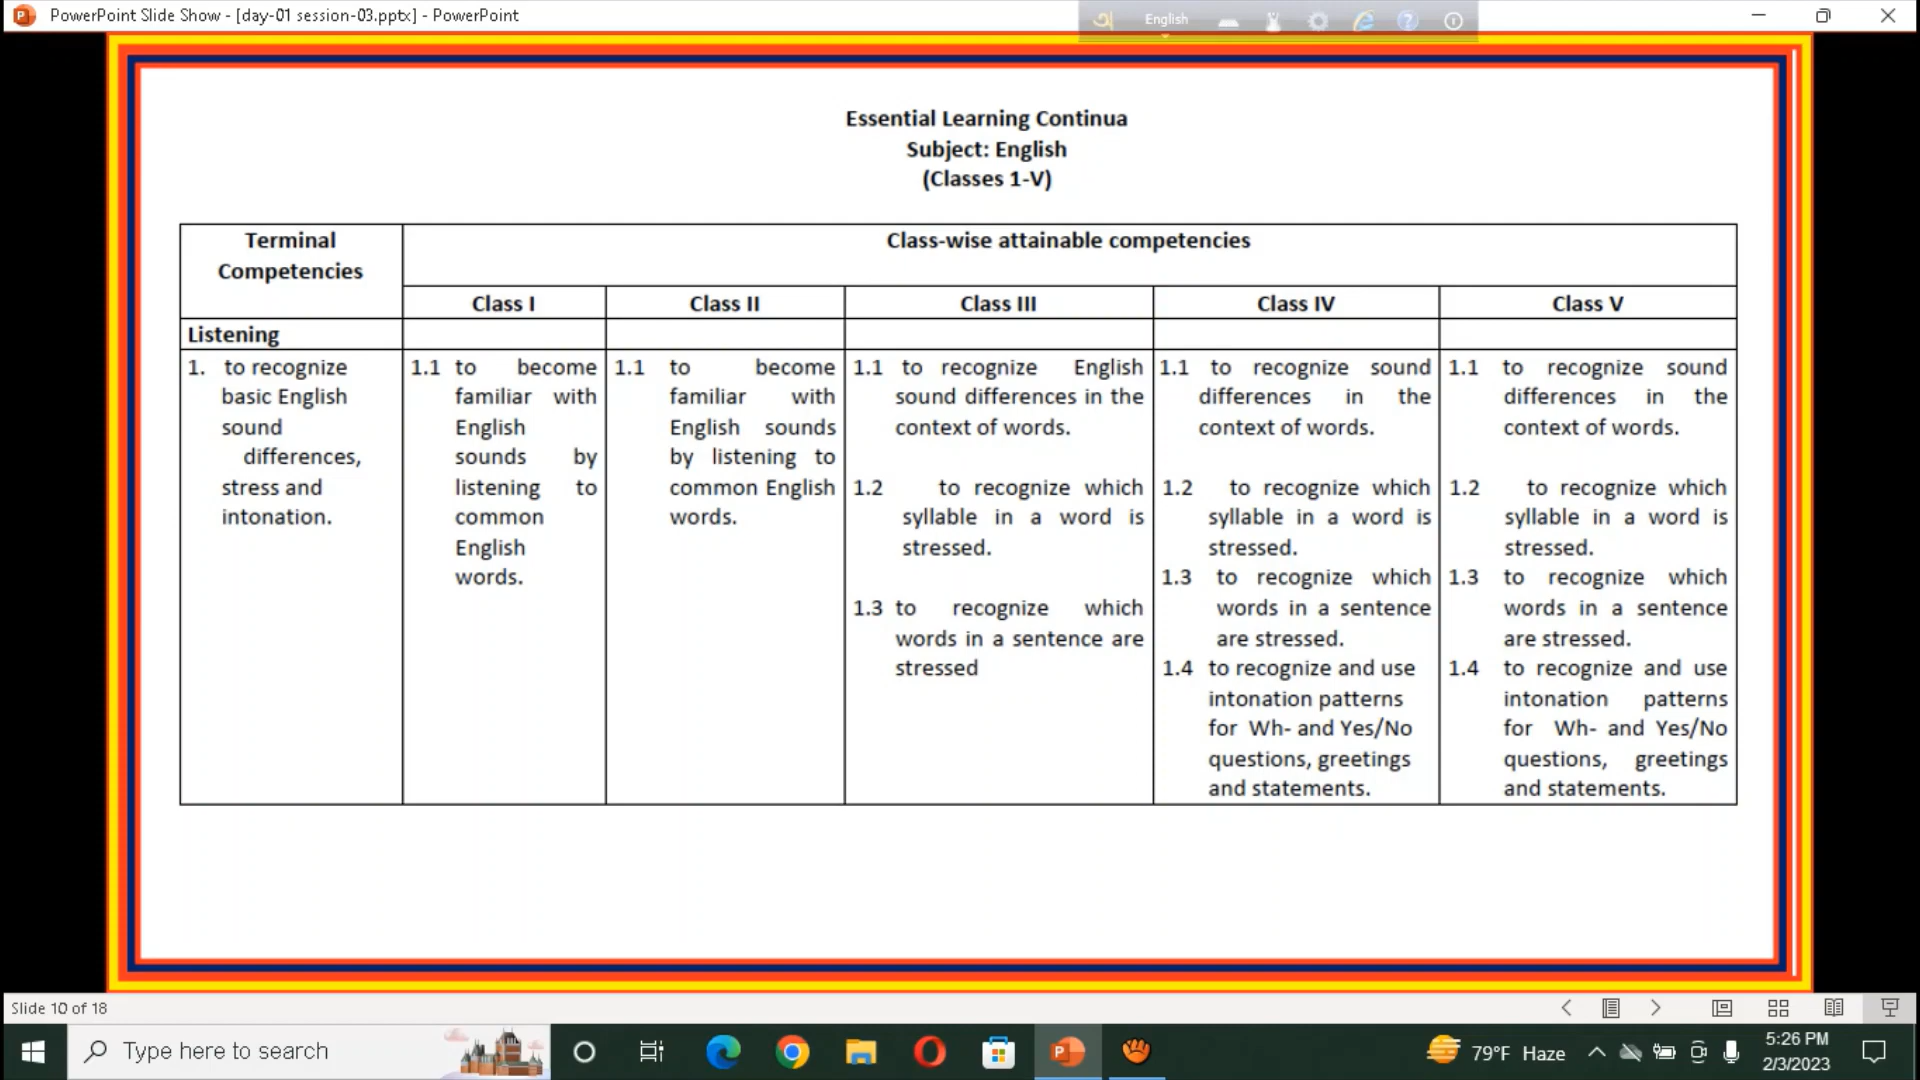 PowerPoint Slide Show - [day-01 session-03.pptx] - PowerPoint
English
Essential Learning Continua
Subject: English
(Classes 1-V)
Terminal
Competencies
Class-wise attainable competencies
Class I
Class II
Class III
Class IV
Class V
Listening
1. to recognize
basic English
sound
differences,
stress and
intonation.
1.1 to become
familiar with
English
sounds by
listening to
common
English
words.
1.1 to become
familiar with
English sounds
by listening to
common English
words.
1.1 to recognize English
sound differences in the
context of words.
1.2 to recognize which
syllable in a word is
stressed.
1.3 to recognize which
words in a sentence are
stressed
1.1 to recognize sound
differences in the
context of words.
1.2 to recognize which
syllable in a word is
stressed.
1.3 to recognize which
words in a sentence
are stressed.
1.4 to recognize and use
intonation patterns
for Wh- and Yes/No
questions, greetings
and statements.
1.1 to recognize sound
differences in the
context of words.
1.2 to recognize which
syllable in a word is
stressed.
1.3 to recognize which
words in a sentence
are stressed.
1.4 to recognize and use
intonation patterns
for Wh- and Yes/No
questions, greetings
and statements.
Slide 10 of 18
Type here to search
79°F Haze
5:26 PM
2/3/2023